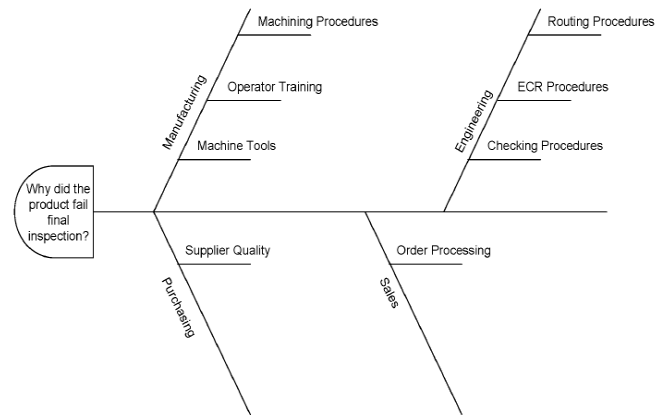 Machining Procedures
Routing Procedures
Operator Training
ECR Procedures
Manufacturing
Engineering
Machine Tools
Checking Procedures
Why did the
product fail
final
inspection?
Supplier Quality
Order Processing
Purchasing
Sales